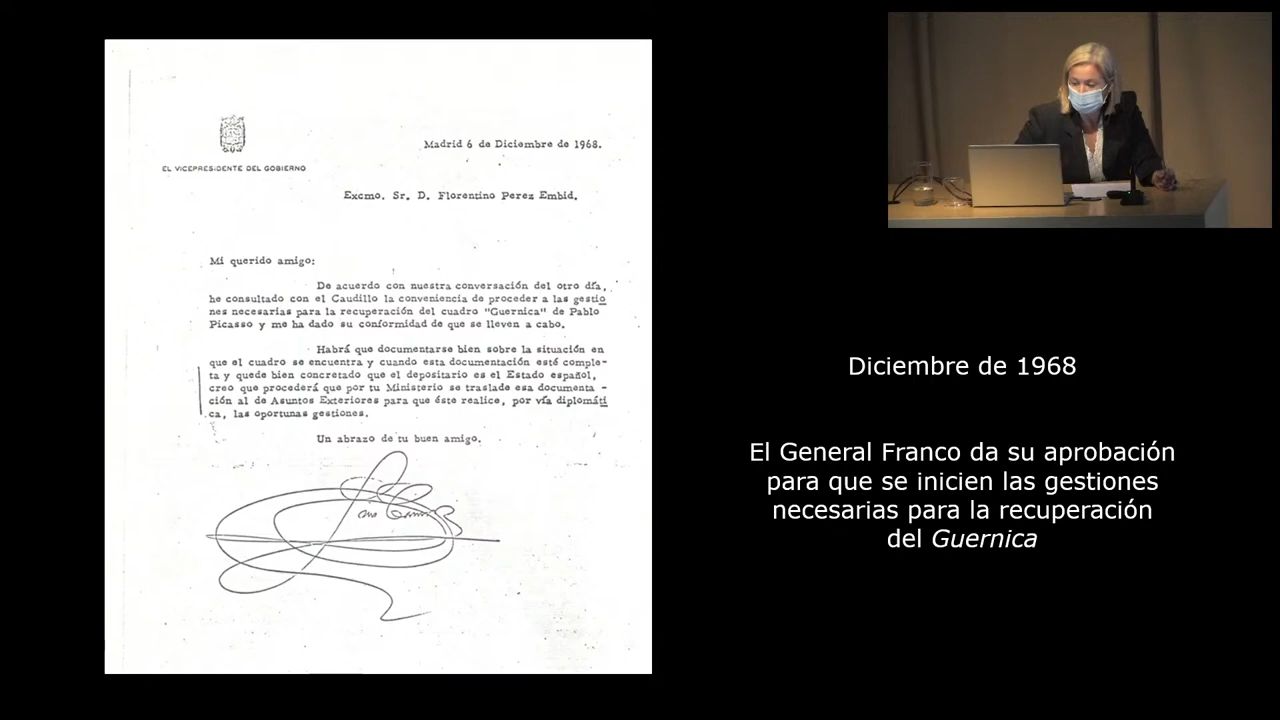 EL VICEPRESIDENTE DEL GOBIERNO
Madrid 6 de Diciembre de 1968.
Excmo. Sr. D. Florentino Perez Embid.
Mi querido amigo:
De acuerdo con nuestra conversación del otro día,
he consultado con el Caudillo la conveniencia de proceder a las gestio
nes necesarias para la recuperación del cuadro "Guernica" de Pablo
Picasso y me ha dado su conformidad de que se lleven a cabo.
Habrá que documentarse bien sobre la situación en
que el cuadro se encuentra y cuando esta documentación esté comple-
ta y quede bien concretado que el depositario es el Estado español,
creo que procederá que por tu Ministerio se traslade esa documenta -
ción al de Asuntos Exteriores para que éste realice, por vía diplomáti
ca, las oportunas gestiones.
Un abrazo de tu buen amigo.
Diciembre de 1968
El General Franco da su aprobación
para que se inicien las gestiones
necesarias para la recuperación
del Guernica